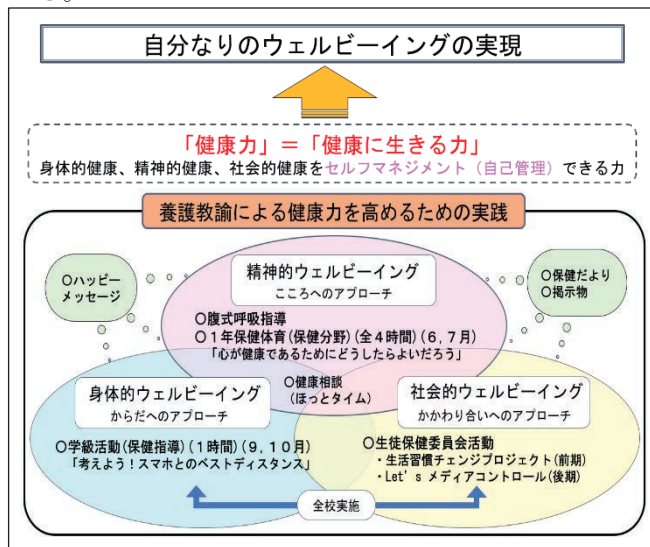 る。
自分なりのウェルビーイングの実現
「健康力」＝「健康に生きる力」
身体的健康、精神的健康、社会的健康をセルフマネジメント（自己管理）できる力
養護教諭による健康力を高めるための実践
○ハッピー
メッセージ
精神的ウェルビーイング
こころへのアプローチ
○保健だより
○掲示物
○腹式呼吸指導
○１年保健体育(保健分野)(全４時間)(６,７月)
「心が健康であるためにどうしたらよいだろう」
○健康相談
(ほっとタイム)
身体的ウェルビーイング
からだへのアプローチ
社会的ウェルビーイング
かかわり合いへのアプローチ
○学級活動(保健指導)(１時間)(９,１０月)
「考えよう！スマホとのベストディスタンス」
○生徒保健委員会活動
・生活習慣チェンジプロジェクト(前期)
・Let’s メディアコントロール(後期)
全校実施